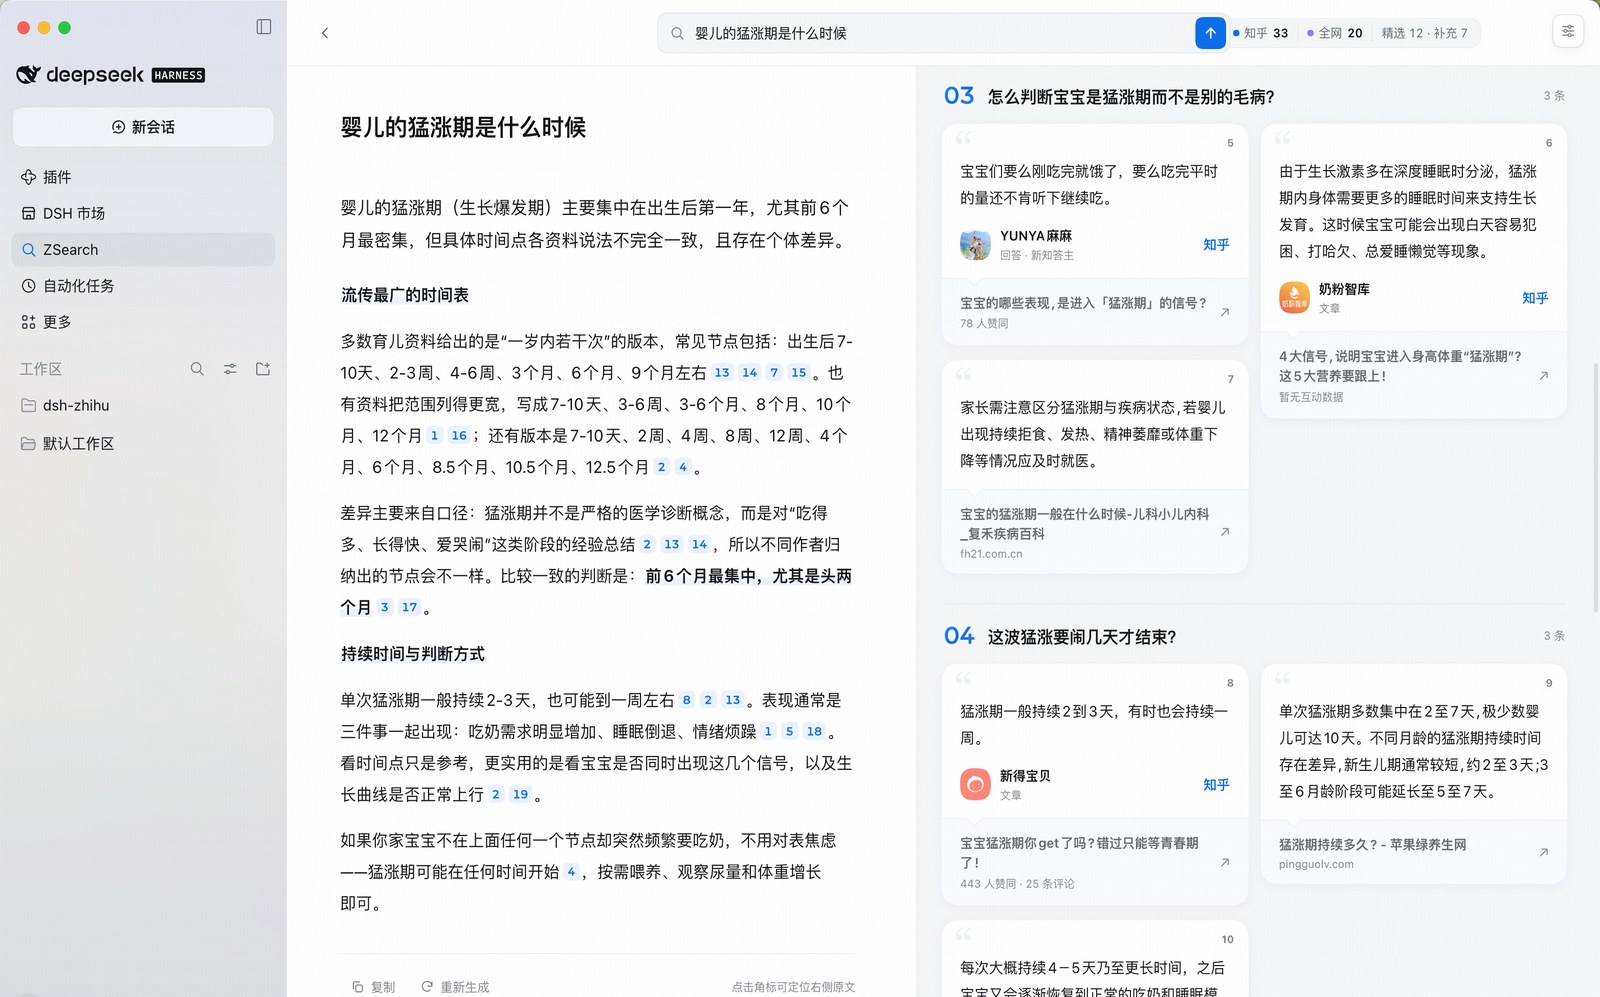 deepseek HARNESS
新会话
插件
DSH 市场
ZSearch
自动化任务
更多
工作区
dsh-zhihu
默认工作区
婴儿的猛涨期是什么时候
知乎 33
全网 20
精选 12 · 补充 7
婴儿的猛涨期是什么时候
婴儿的猛涨期（生长爆发期）主要集中在出生后第一年，尤其前6个
月最密集，但具体时间点各资料说法不完全一致，且存在个体差异。
流传最广的时间表
多数育儿资料给出的是“一岁内若干次”的版本，常见节点包括：出生后7-
10天、2-3周、4-6周、3个月、6个月、9个月左右 13 14 7 15 。也
有资料把范围列得更宽，写成7-10天、3-6周、3-6个月、8个月、10个
月、12个月 1 16 ；还有版本是7-10天、2周、4周、8周、12周、4个
月、6个月、8.5个月、10.5个月、12.5个月 2 4 。
差异主要来自口径：猛涨期并不是严格的医学诊断概念，而是对“吃得
多、长得快、爱哭闹”这类阶段的经验总结 2 13 14 ，所以不同作者归
纳出的节点会不一样。比较一致的判断是：前6个月最集中，尤其是头两
个月 3 17 。
持续时间与判断方式
单次猛涨期一般持续2-3天，也可能到一周左右 8 2 13 。表现通常是
三件事一起出现：吃奶需求明显增加、睡眠倒退、情绪烦躁 1 5 18 。
看时间点只是参考，更实用的是看宝宝是否同时出现这几个信号，以及生
长曲线是否正常上行 2 19 。
如果你家宝宝不在上面任何一个节点却突然频繁要吃奶，不用对表焦虑
——猛涨期可能在任何时间开始 4 ，按需喂养、观察尿量和体重增长
即可。
复制
重新生成
点击角标可定位右侧原文
03 怎么判断宝宝是猛涨期而不是别的毛病？
3 条
5
宝宝们要么刚吃完就饿了，要么吃完平时
的量还不肯听下继续吃。
YUNYA麻麻
回答 · 新知答主
知乎
宝宝的哪些表现，是进入「猛涨期」的信号？
78 人赞同
6
由于生长激素多在深度睡眠时分泌，猛涨
期内身体需要更多的睡眠时间来支持生长
发育。这时候宝宝可能会出现白天容易犯
困、打哈欠、总爱睡懒觉等现象。
奶粉智库
奶粉智库
文章
知乎
4大信号，说明宝宝进入身高体重“猛涨期”？
这5大营养要跟上！
暂无互动数据
7
家长需注意区分猛涨期与疾病状态，若婴儿
出现持续拒食、发热、精神萎靡或体重下
降等情况应及时就医。
宝宝的猛涨期一般在什么时候-儿科小儿内科
_复禾疾病百科
fh21.com.cn
04 这波猛涨要闹几天才结束？
3 条
8
猛涨期一般持续2到3天，有时也会持续一
周。
新得宝贝
文章
知乎
宝宝猛涨期你get了吗？错过只能等青春期
了！
443 人赞同 · 25 条评论
9
单次猛涨期多数集中在2至7天，极少数婴
儿可达10天。不同月龄的猛涨期持续时间
存在差异，新生儿期通常较短，约2至3天；3
至6月龄阶段可能延长至5至7天。
猛涨期持续多久？- 苹果绿养生网
pingguolv.com
10
每次大概持续4－5天乃至更长时间，之后
宝宝又会逐渐恢复到正常的吃奶和睡眠模